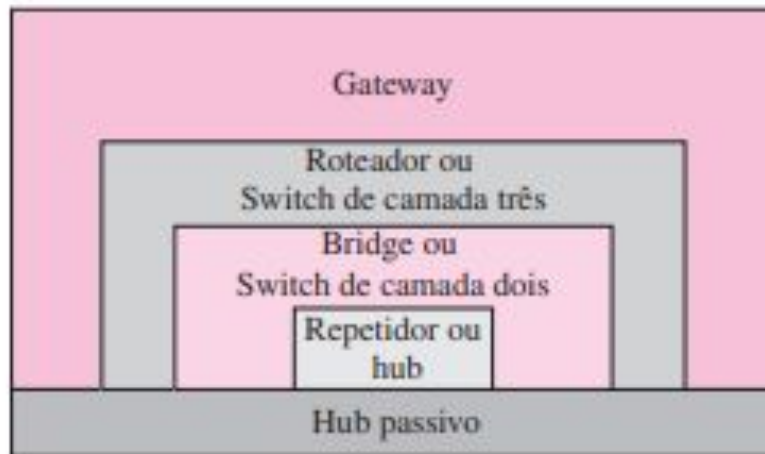 Gateway
Roteador ou
Switch de camada três
Bridge ou
Switch de camada dois
Repetidor ou
hub
Hub passivo